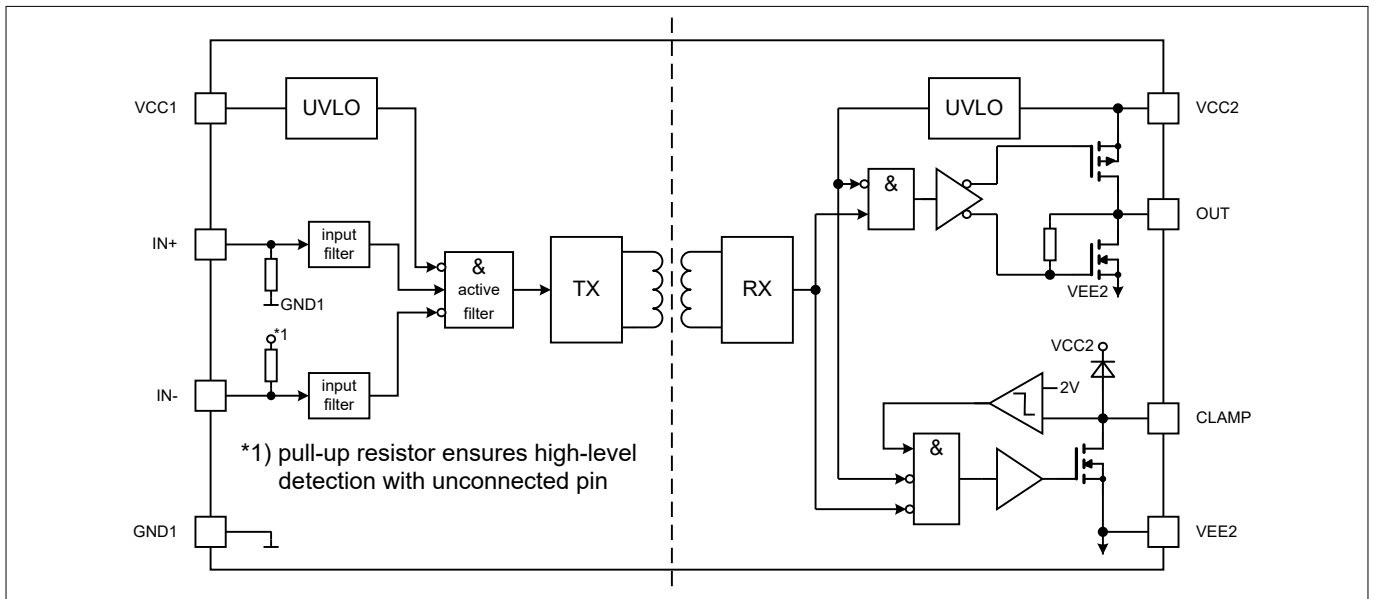 VCC1
UVLO
UVLO
VCC2
&
IN+
input
filter
OUT
GND1
&
active
filter
TX
RX
VEE2
*1
VCC2
IN-
input
filter
2V
CLAMP
*1) pull-up resistor ensures high-level
detection with unconnected pin
&
GND1
VEE2